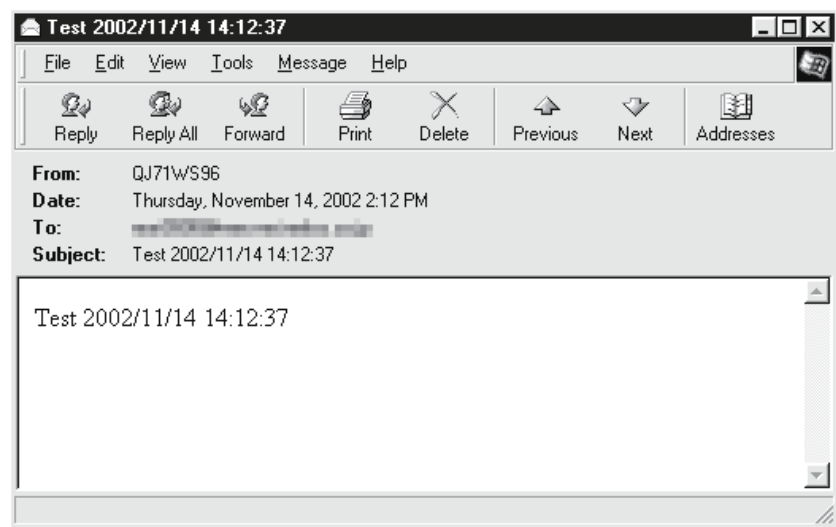 Test 2002/11/14 14:12:37
File Edit View Tools Message Help
Reply Reply All Forward Print Delete Previous Next Addresses
From: QJ71WS96
Date: Thursday, November 14, 2002 2:12 PM
To:
Subject: Test 2002/11/14 14:12:37
Test 2002/11/14 14:12:37